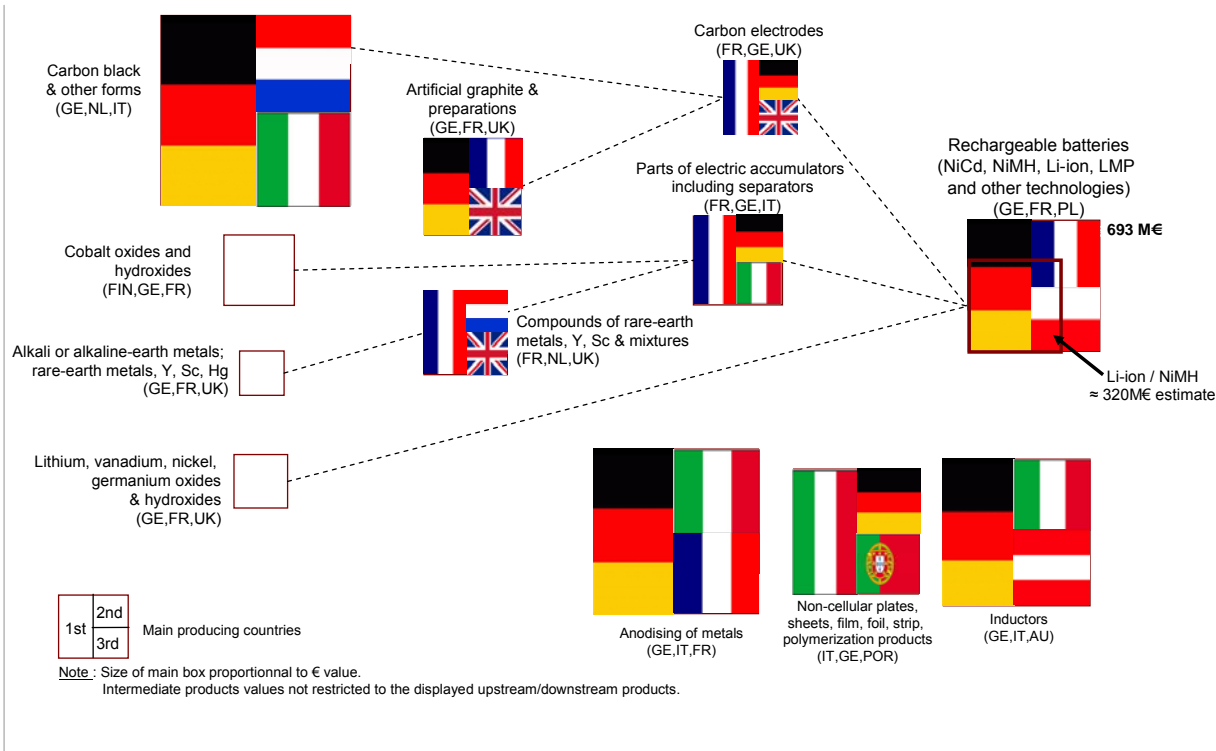 Carbon black
& other forms
(GE,NL,IT)
Artificial graphite &
preparations
(GE,FR,UK)
Carbon electrodes
(FR,GE,UK)
Parts of electric accumulators
including separators
(FR,GE,IT)
Rechargeable batteries
(NiCd, NiMH, Li-ion, LMP
and other technologies)
(GE,FR,PL)
693 M€
Cobalt oxides and
hydroxides
(FIN,GE,FR)
Compounds of rare-earth
metals, Y, Sc & mixtures
(FR,NL,UK)
Alkali or alkaline-earth metals;
rare-earth metals, Y, Sc, Hg
(GE,FR,UK)
Li-ion / NiMH
≈ 320M€ estimate
Lithium, vanadium, nickel,
germanium oxides
& hydroxides
(GE,FR,UK)
Anodising of metals
(GE,IT,FR)
Non-cellular plates,
sheets, film, foil, strip,
polymerization products
(IT,GE,POR)
Inductors
(GE,IT,AU)
1st
2nd
3rd
Main producing countries
Note : Size of main box proportionnal to € value.
Intermediate products values not restricted to the displayed upstream/downstream products.